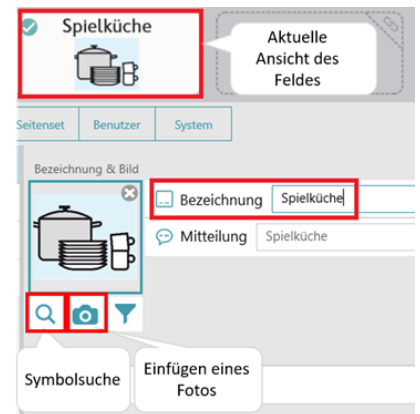 Spielküche
Aktuelle
Ansicht des
Feldes
Seitenset Benutzer System
Bezeichnung & Bild
Bezeichnung Spielküche
Mitteilung Spielküche
Symbolsuche
Einfügen eines
Fotos